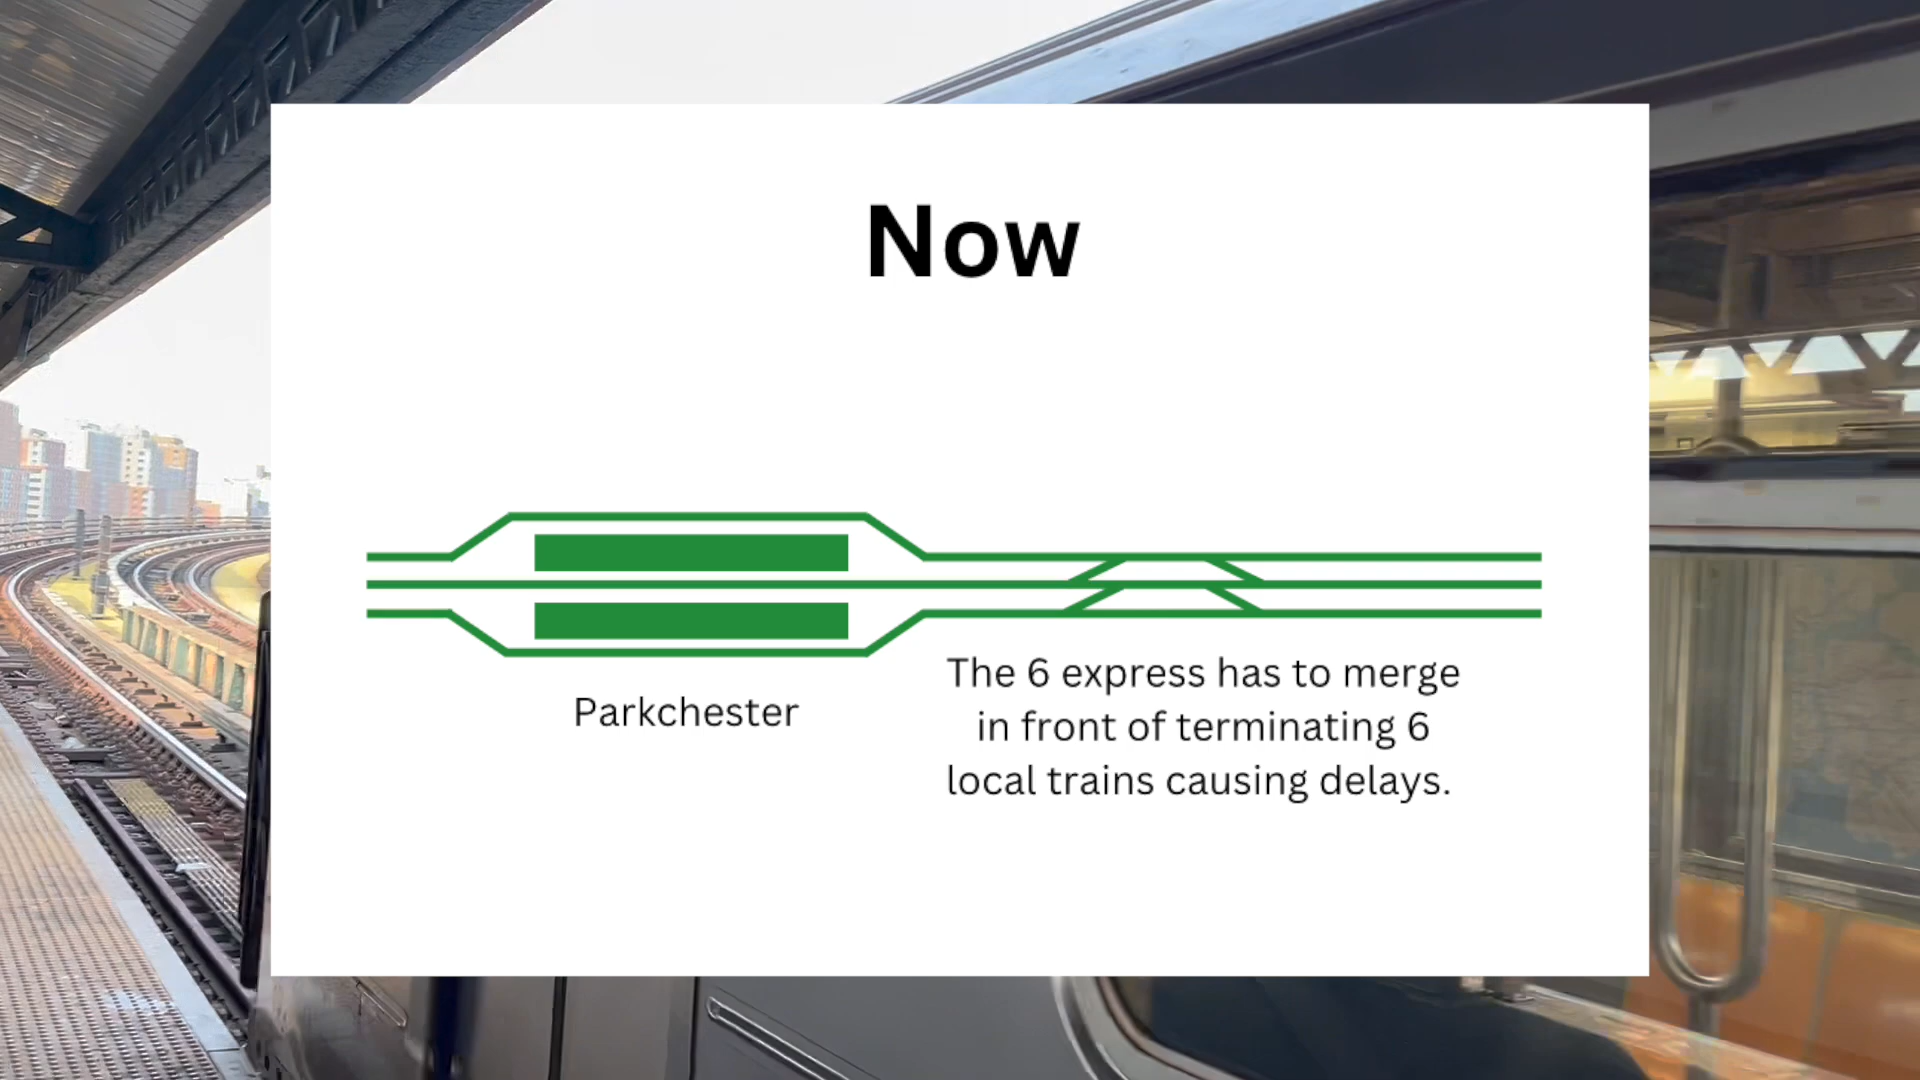 Now
Parkchester
The 6 express has to merge
in front of terminating 6
local trains causing delays.